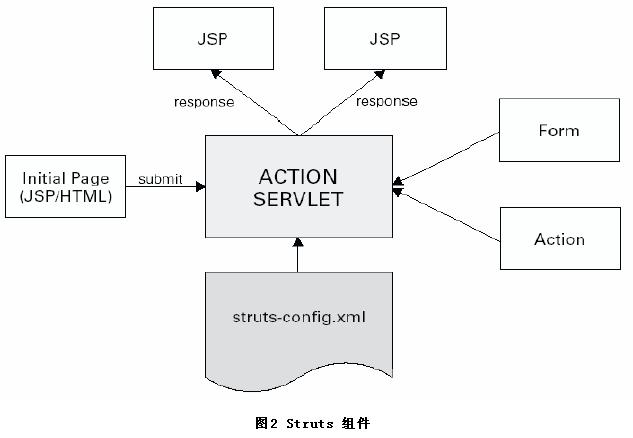 JSP
JSP
response
response
Form
Initial Page
(JSP/HTML)
submit
ACTION
SERVLET
Action
struts-config.xml
图2 Struts 组件